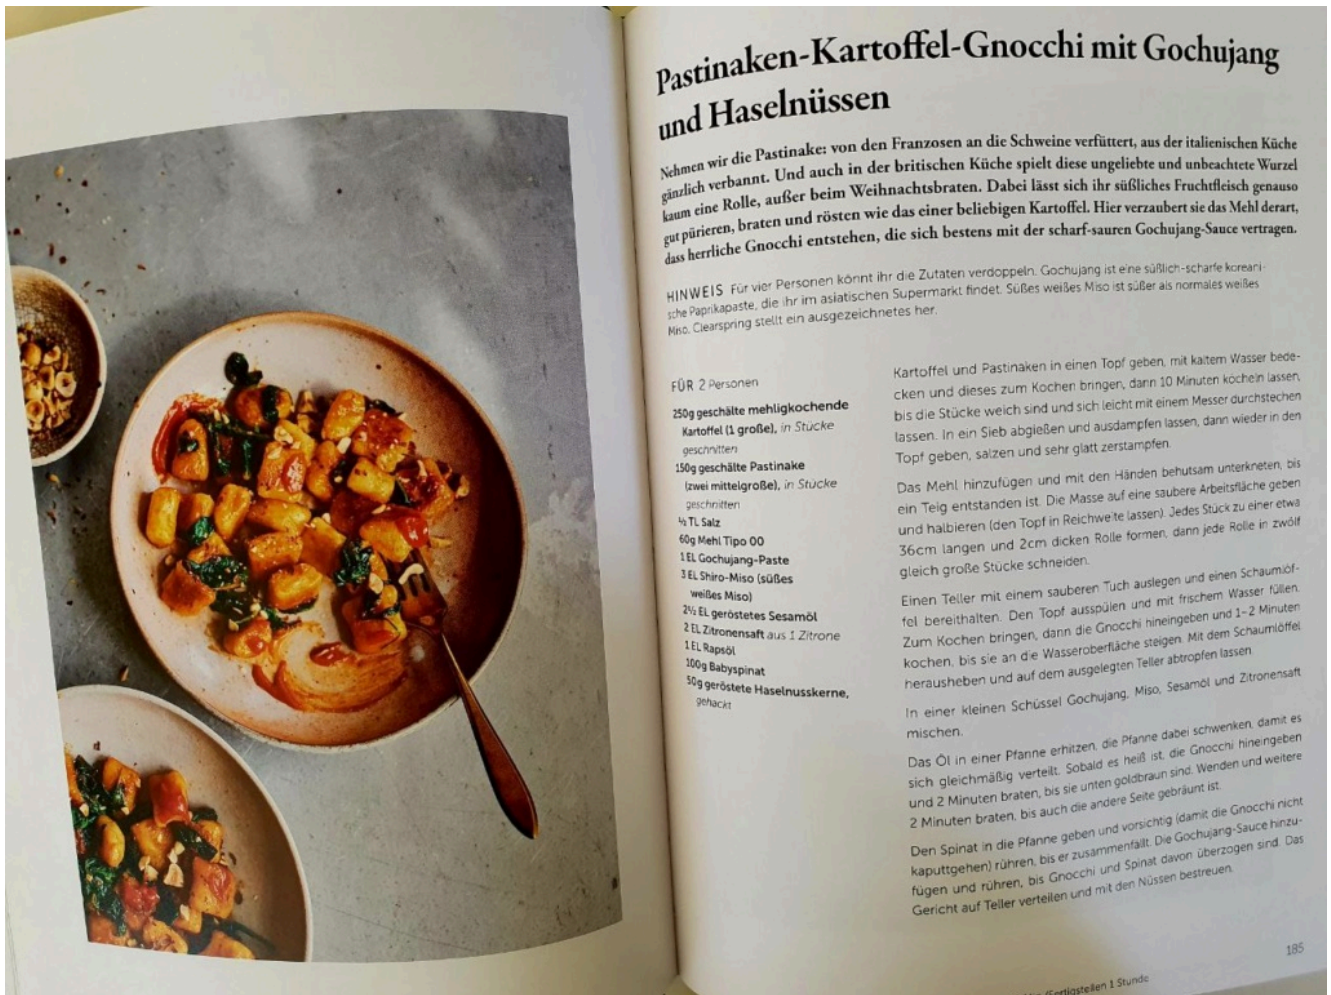 Pastinaken-Kartoffel-Gnocchi mit Gochujang
und Haselnüssen
Nehmen wir die Pastinake: von den Franzosen an die Schweine verfüttert, aus der italienischen Küche
gänzlich verbannt. Und auch in der britischen Küche spielt diese ungeliebte und unbeachtete Wurzel
kaum eine Rolle, außer beim Weihnachtsbraten. Dabei lässt sich ihr süßliches Fruchtfleisch genauso
gut pürieren, braten und rösten wie das einer beliebigen Kartoffel. Hier verzaubert sie das Mehl derart,
dass herrliche Gnocchi entstehen, die sich bestens mit der scharf-sauren Gochujang-Sauce vertragen.
HINWEIS Für vier Personen könnt ihr die Zutaten verdoppeln. Gochujang ist eine süßlich-scharfe koreani-
sche Paprikapaste, die ihr im asiatischen Supermarkt findet. Süßes weißes Miso ist süßer als normales weißes
Miso. Clearspring stellt ein ausgezeichnetes her.
FÜR 2 Personen
250g geschälte mehligkochende
Kartoffel (1 große), in Stücke
geschnitten
150g geschälte Pastinake
(zwei mittelgroße), in Stücke
geschnitten
½ TL Salz
60g Mehl Tipo 00
1 EL Gochujang-Paste
3 EL Shiro-Miso (süßes
weißes Miso)
2½ EL geröstetes Sesamöl
2 EL Zitronensaft aus 1 Zitrone
1 EL Rapsöl
100g Babyspinat
50g geröstete Haselnusskerne,
gehackt
Kartoffel und Pastinaken in einen Topf geben, mit kaltem Wasser bede-
cken und dieses zum Kochen bringen, dann 10 Minuten köcheln lassen,
bis die Stücke weich sind und sich leicht mit einem Messer durchstechen
lassen. In ein Sieb abgießen und ausdampfen lassen, dann wieder in den
Topf geben, salzen und sehr glatt zerstampfen.
Das Mehl hinzufügen und mit den Händen behutsam unterkneten, bis
ein Teig entstanden ist. Die Masse auf eine saubere Arbeitsfläche geben
und halbieren (den Topf in Reichweite lassen). Jedes Stück zu einer etwa
36cm langen und 2cm dicken Rolle formen, dann jede Rolle in zwölf
gleich große Stücke schneiden.
Einen Teller mit einem sauberen Tuch auslegen und einen Schaumlöf-
fel bereithalten. Den Topf ausspülen und mit frischem Wasser füllen.
Zum Kochen bringen, dann die Gnocchi hineingeben und 1–2 Minuten
kochen, bis sie an die Wasseroberfläche steigen. Mit dem Schaumlöffel
herausheben und auf dem ausgelegten Teller abtropfen lassen.
In einer kleinen Schüssel Gochujang, Miso, Sesamöl und Zitronensaft
mischen.
Das Öl in einer Pfanne erhitzen, die Pfanne dabei schwenken, damit es
sich gleichmäßig verteilt. Sobald es heiß ist, die Gnocchi hineingeben
und 2 Minuten braten, bis sie unten goldbraun sind. Wenden und weitere
2 Minuten braten, bis auch die andere Seite gebräunt ist.
Den Spinat in die Pfanne geben und vorsichtig (damit die Gnocchi nicht
kaputtgehen) rühren, bis er zusammenfällt. Die Gochujang-Sauce hinzu-
fügen und rühren, bis Gnocchi und Spinat davon überzogen sind. Das
Gericht auf Teller verteilen und mit den Nüssen bestreuen.
185
Fertigstellen 1 Stunde